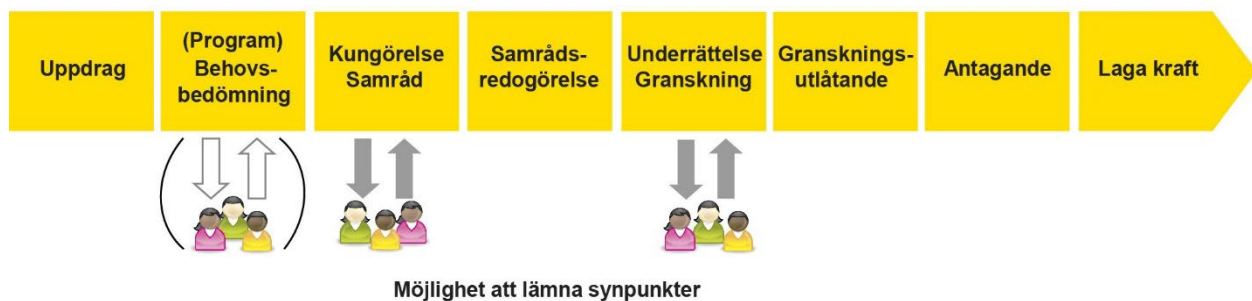 Uppdrag
(Program)
Behovs-
bedömning
Kungörelse
Samråd
Samråds-
redogörelse
Underrättelse
Granskning
Gransknings-
utlåtande
Antagande
Laga kraft
Möjlighet att lämna synpunkter